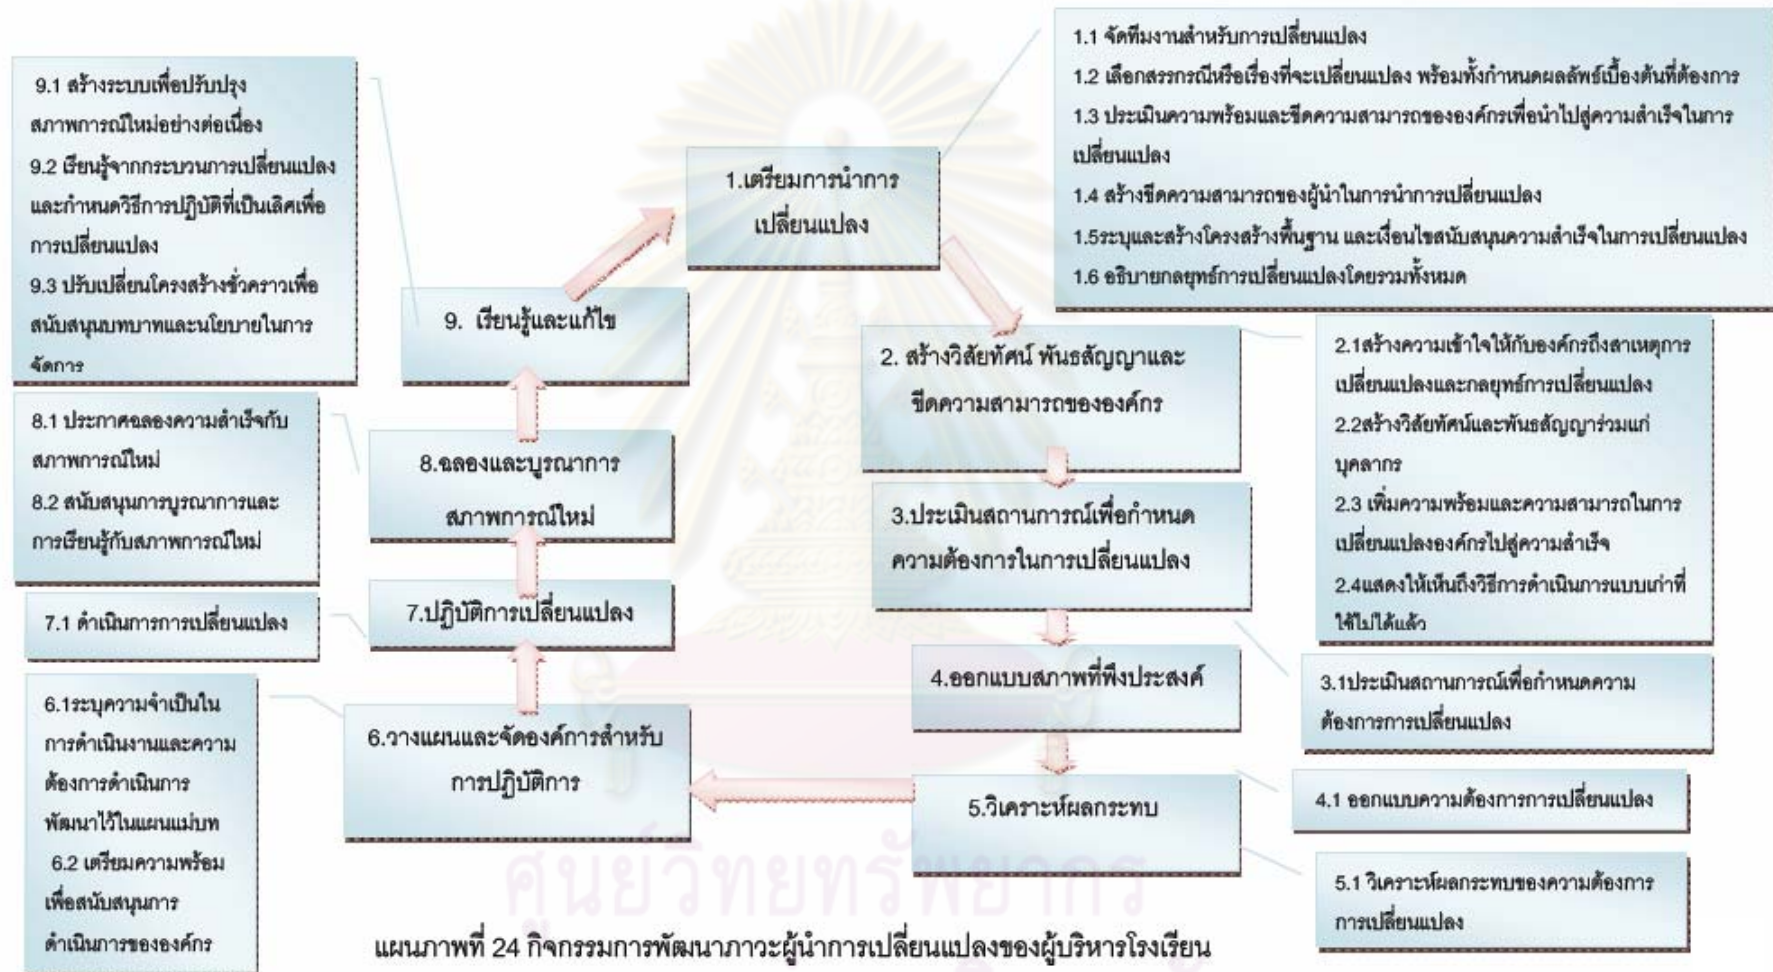 1.1 จัดทีมงานสำหรับการเปลี่ยนแปลง
1.2 เลือกสรรกรณีหรือเรื่องที่จะเปลี่ยนแปลง พร้อมทั้งกำหนดผลลัพธ์เบื้องต้นที่ต้องการ
1.3 ประเมินความพร้อมและขีดความสามารถขององค์กรเพื่อนำไปสู่ความสำเร็จในการ
เปลี่ยนแปลง
1.4 สร้างขีดความสามารถของผู้นำในการนำการเปลี่ยนแปลง
1.5ระบุและสร้างโครงสร้างพื้นฐาน และเงื่อนไขสนับสนุนความสำเร็จในการเปลี่ยนแปลง
1.6 อธิบายกลยุทธ์การเปลี่ยนแปลงโดยรวมทั้งหมด
9.1 สร้างระบบเพื่อปรับปรุง
สภาพการณ์ใหม่อย่างต่อเนื่อง
9.2 เรียนรู้จากกระบวนการเปลี่ยนแปลง
และกำหนดวิธีการปฏิบัติที่เป็นเลิศเพื่อ
การเปลี่ยนแปลง
9.3 ปรับเปลี่ยนโครงสร้างชั่วคราวเพื่อ
สนับสนุนบทบาทและนโยบายในการ
จัดการ
1.เตรียมการนำการ
เปลี่ยนแปลง
9. เรียนรู้และแก้ไข
2. สร้างวิสัยทัศน์ พันธสัญญาและ
ขีดความสามารถขององค์กร
2.1สร้างความเข้าใจให้กับองค์กรถึงสาเหตุการ
เปลี่ยนแปลงและกลยุทธ์การเปลี่ยนแปลง
2.2สร้างวิสัยทัศน์และพันธสัญญาร่วมแก่
บุคลากร
2.3 เพิ่มความพร้อมและความสามารถในการ
เปลี่ยนแปลงองค์กรไปสู่ความสำเร็จ
2.4แสดงให้เห็นถึงวิธีการดำเนินการแบบเก่าที่
ใช้ไม่ได้แล้ว
8.1 ประกาศฉลองความสำเร็จกับ
สภาพการณ์ใหม่
8.2 สนับสนุนการบูรณาการและ
การเรียนรู้กับสภาพการณ์ใหม่
8.ฉลองและบูรณาการ
สภาพการณ์ใหม่
3.ประเมินสถานการณ์เพื่อกำหนด
ความต้องการในการเปลี่ยนแปลง
7.1 ดำเนินการการเปลี่ยนแปลง
7.ปฏิบัติการเปลี่ยนแปลง
4.ออกแบบสภาพที่พึงประสงค์
3.1ประเมินสถานการณ์เพื่อกำหนดความ
ต้องการการเปลี่ยนแปลง
6.1ระบุความจำเป็นใน
การดำเนินงานและความ
ต้องการดำเนินการ
พัฒนาไว้ในแผนแม่บท
6.2 เตรียมความพร้อม
เพื่อสนับสนุนการ
ดำเนินการขององค์กร
6.วางแผนและจัดองค์การสำหรับ
การปฏิบัติการ
5.วิเคราะห์ผลกระทบ
4.1 ออกแบบความต้องการการเปลี่ยนแปลง
5.1 วิเคราะห์ผลกระทบของความต้องการ
การเปลี่ยนแปลง
ศูนย์วิทยทรัพยากร
แผนภาพที่ 24 กิจกรรมการพัฒนาภาวะผู้นำการเปลี่ยนแปลงของผู้บริหารโรงเรียน